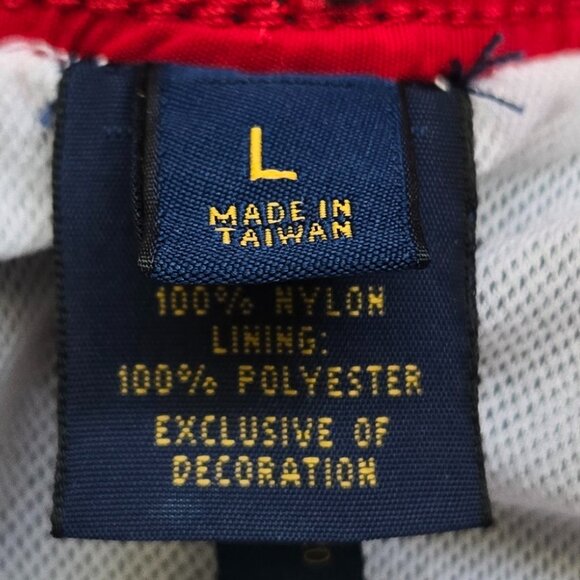 L
MADE IN
TAIWAN
100% NYLON
LINING:
100% POLYESTER
EXCLUSIVE OF
DECORATION